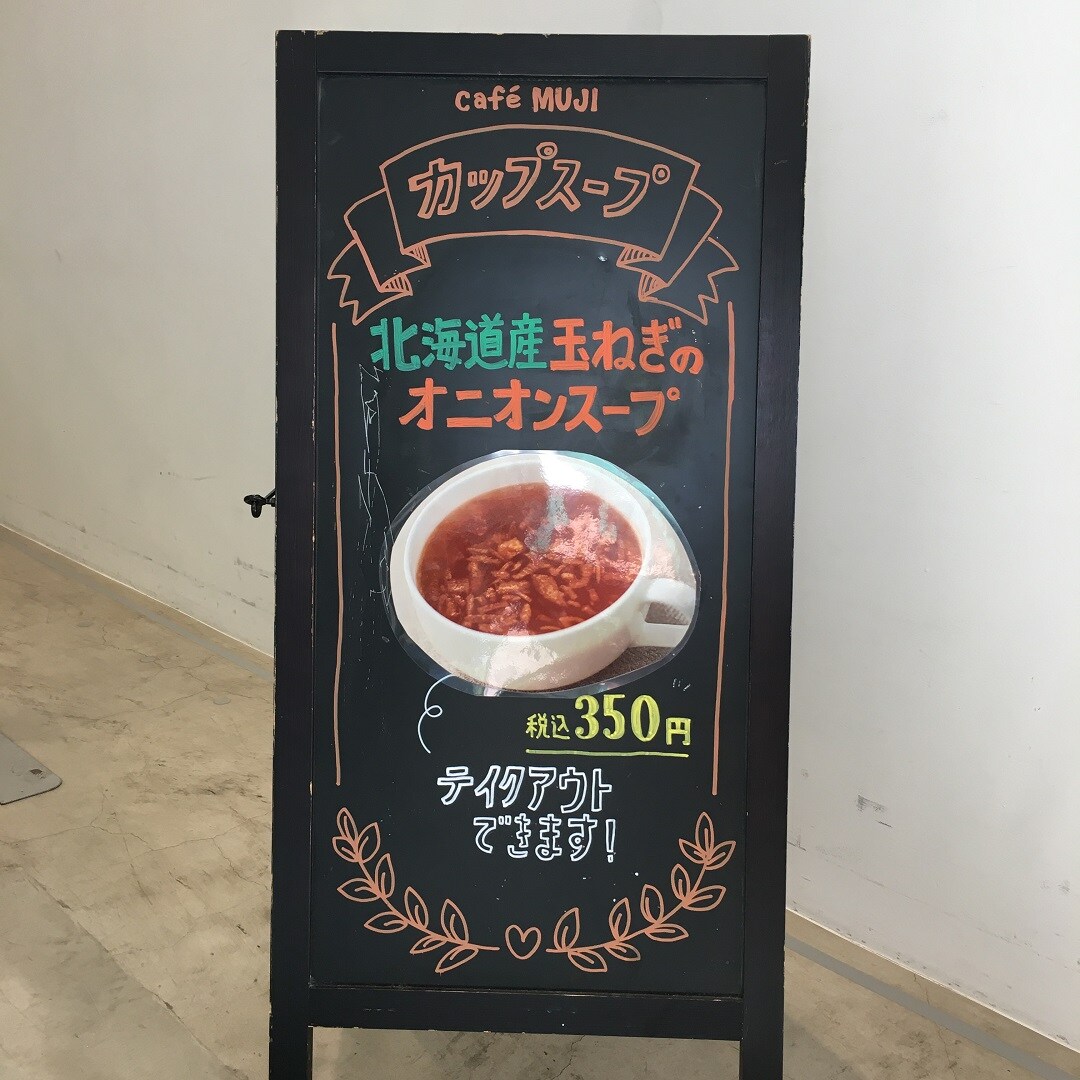 café MUJI
カップスープ
北海道産玉ねぎの
オニオンスープ
税込350円
テイクアウト
できます!